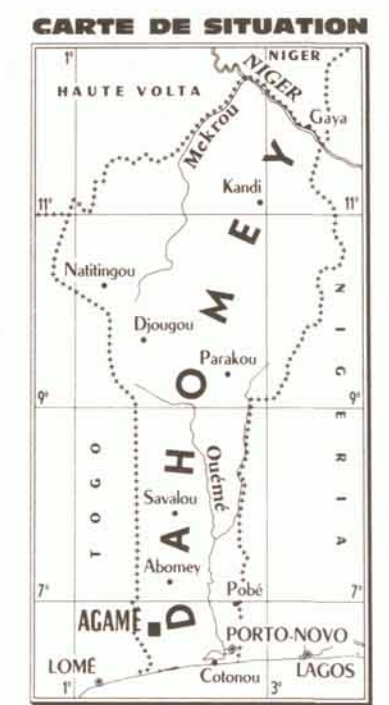 CARTE DE SITUATION
1°
NIGER
HAUTE VOLTA
NIGER
Gaya
Mekrou
Kandi
11°
11°
Natitingou
Djougou
Parakou
DAHOMEY
NIGERIA
9°
9°
TOGO
Ouémé
Savalou
Abomey
7°
Pobé
7°
AGAMÉ
PORTO-NOVO
LOMÉ
Cotonou
LAGOS
1°
3°